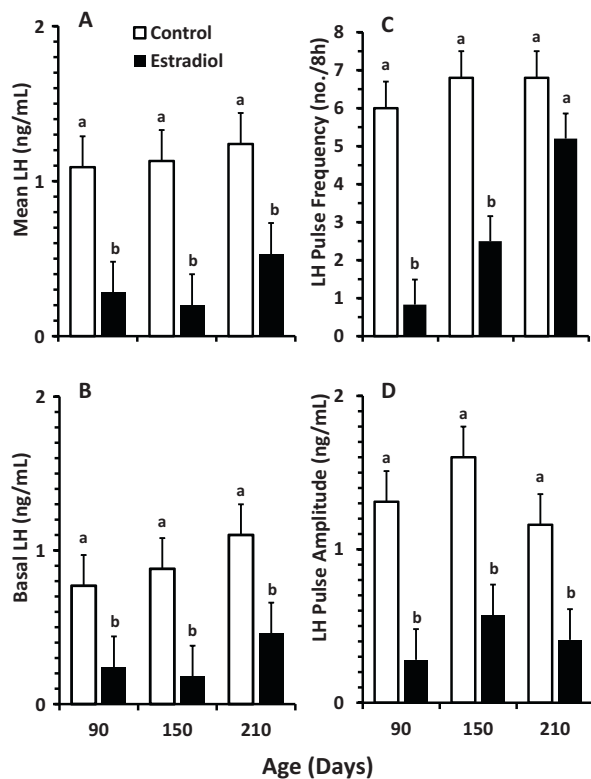 A
Control
Estradiol
2
1
0
Mean LH (ng/mL)
a
b
a
b
a
b
C
8
7
6
5
4
3
2
1
0
LH Pulse Frequency (no./8h)
a
b
a
b
a
a
B
2
1
0
Basal LH (ng/mL)
a
b
a
b
a
b
90
150
210
D
2
1
0
LH Pulse Amplitude (ng/mL)
a
b
a
b
a
b
90
150
210
Age (Days)